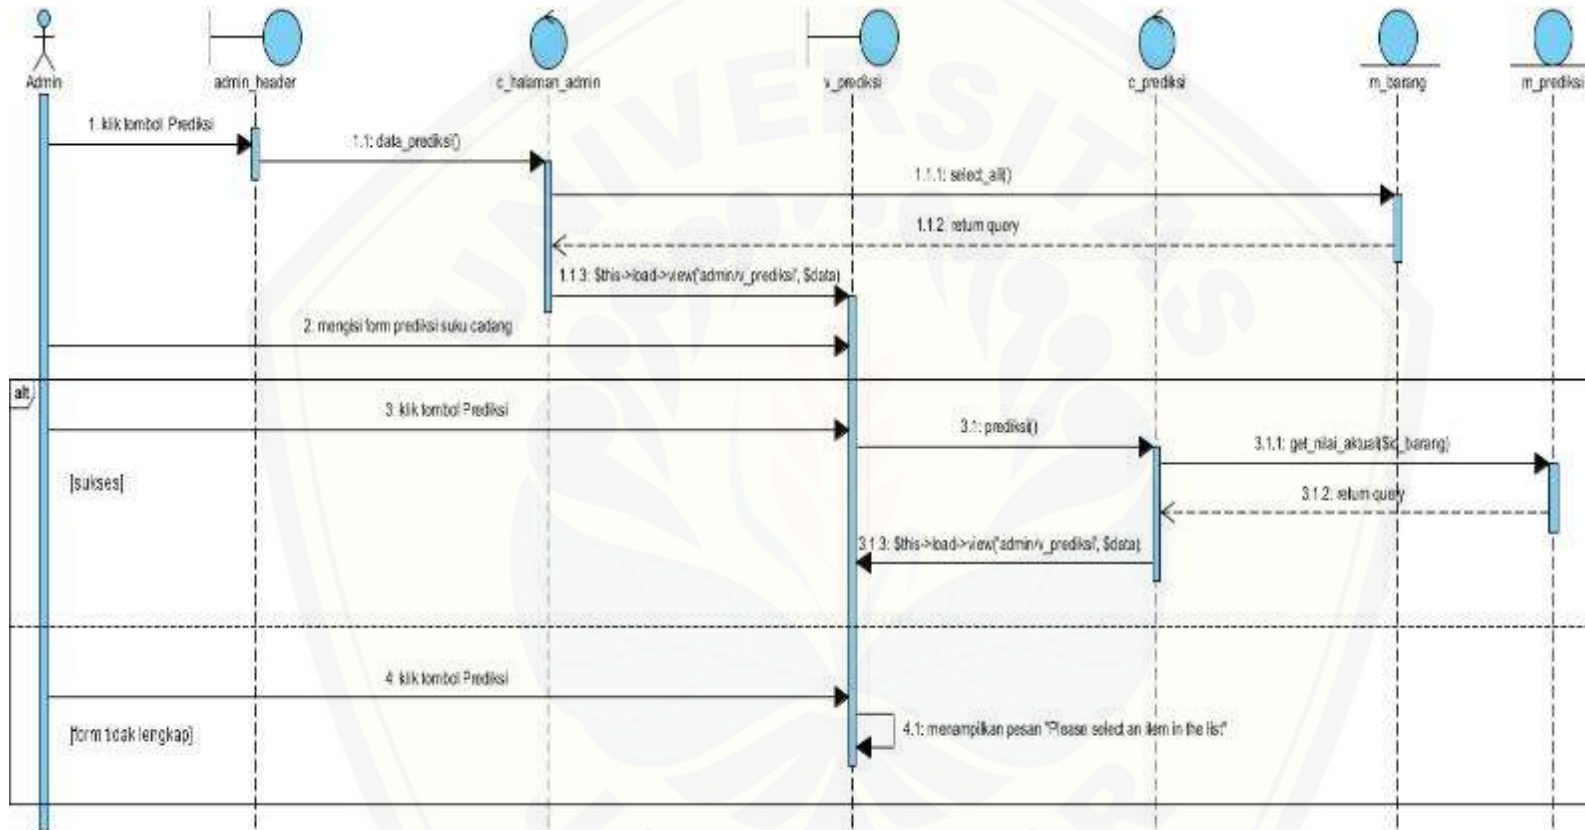 Admin
admin_header
c_halaman_admin
v_prediksi
c_prediksi
m_barang
m_prediksi
1. klik tombol Prediksi
1.1: data_prediksi()
1.1.1: select_all()
1.1.2: return query
1.1.3: $this->load->view('admin/v_prediksi', $data)
2. mengisi form prediksi suku cadang
alt
3. klik tombol Prediksi
3.1: prediksi()
3.1.1: get_nilai_aktual($id_barang)
[sukses]
3.1.2: return query
3.1.3: $this->load->view('admin/v_prediksi', $data)
4. klik tombol Prediksi
4.1: menampilkan pesan "Please select an item in the list"
[form tidak lengkap]
UNIVERSITAS